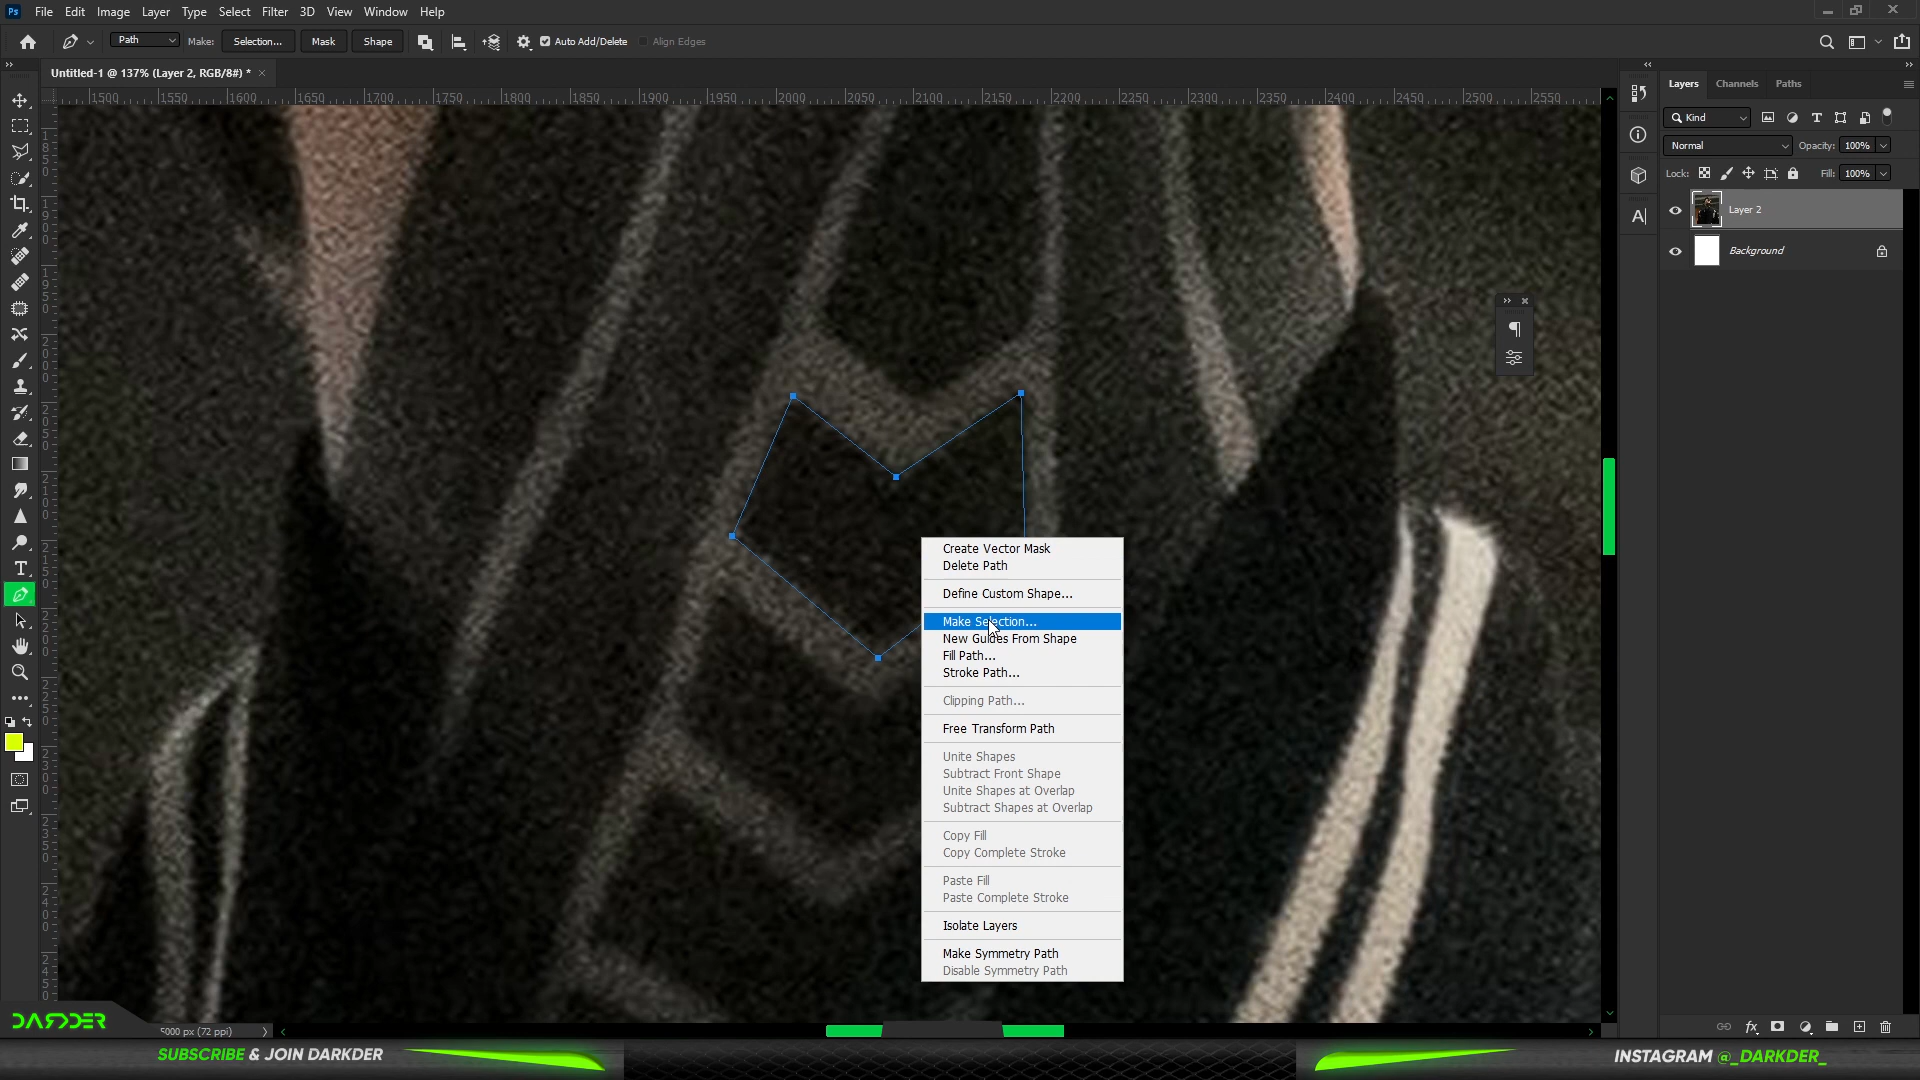 Ps File Edit Image Layer Type Select Filter 3D View Window Help
Path Make: Selection... Mask Shape Auto Add/Delete Align Edges
Untitled-1 @ 137% (Layer 2, RGB/8#) *
1500 1550 1600 1650 1700 1750 1800 1850 1900 1950 2000 2050 2100 2150 2200 2250 2300 2350 2400 2450 2500 2550
Layers Channels Paths
Kind
Normal Opacity: 100%
Lock: Fill: 100%
Layer 2
Background
Create Vector Mask
Delete Path
Define Custom Shape...
Make Selection...
New Guides From Shape
Fill Path...
Stroke Path...
Clipping Path...
Free Transform Path
Unite Shapes
Subtract Front Shape
Unite Shapes at Overlap
Subtract Shapes at Overlap
Copy Fill
Copy Complete Stroke
Paste Fill
Paste Complete Stroke
Isolate Layers
Make Symmetry Path
Disable Symmetry Path
DARKDER
5000 px (72 ppi)
SUBSCRIBE & JOIN DARKDER
INSTAGRAM @_DARKDER_